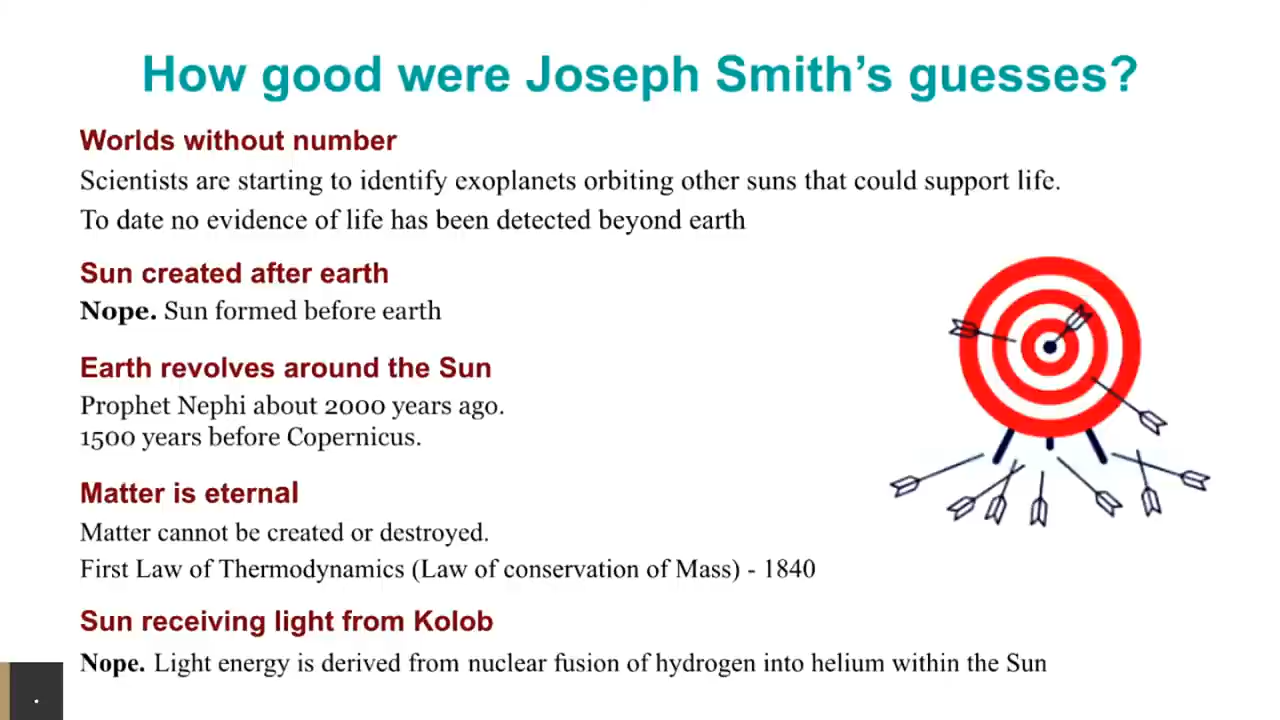 How good were Joseph Smith’s guesses?
Worlds without number
Scientists are starting to identify exoplanets orbiting other suns that could support life.
To date no evidence of life has been detected beyond earth
Sun created after earth
Nope. Sun formed before earth
Earth revolves around the Sun
Prophet Nephi about 2000 years ago.
1500 years before Copernicus.
Matter is eternal
Matter cannot be created or destroyed.
First Law of Thermodynamics (Law of conservation of Mass) - 1840
Sun receiving light from Kolob
Nope. Light energy is derived from nuclear fusion of hydrogen into helium within the Sun